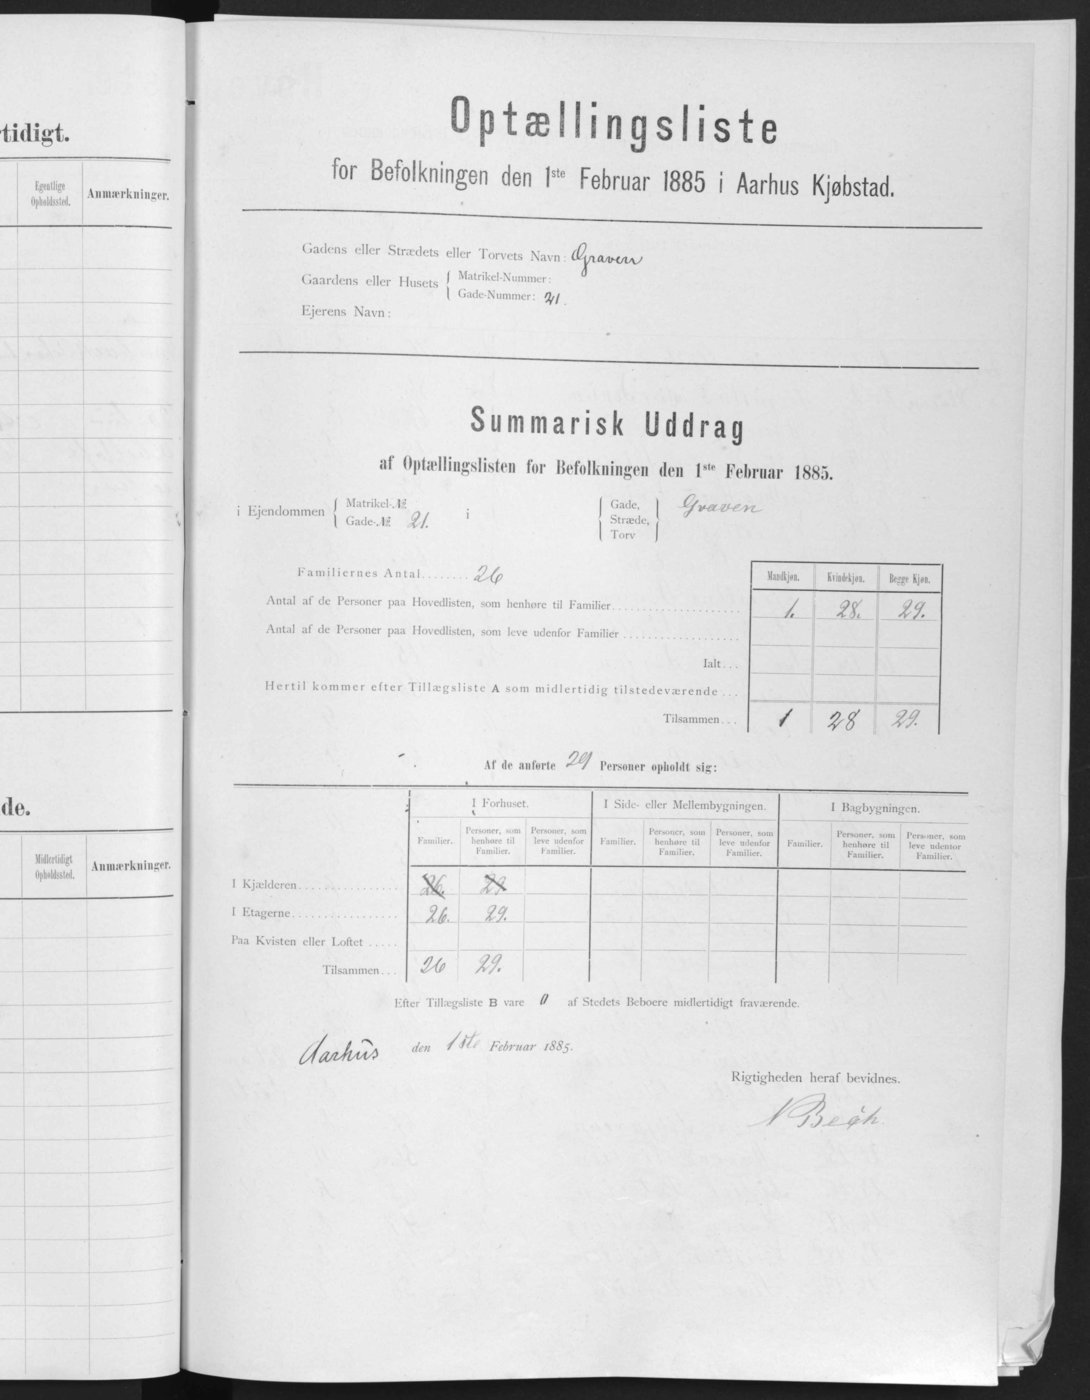 tidigt.
Egentlige
Opholdssted.
Anmærkninger.
de.
Midlertidigt
Opholdssted.
Anmærkninger.
Optællingsliste
for Befolkningen den 1ste Februar 1885 i Aarhus Kjøbstad.
Gadens eller Strædets eller Torvets Navn: Graven
Gaardens eller Husets { Matrikel-Nummer:
Gade-Nummer: 21.
Ejerens Navn:
Summarisk Uddrag
af Optællingslisten for Befolkningen den 1ste Februar 1885.
i Ejendommen { Matrikel-№
Gade-№ 21. i { Gade, Stræde, Torv } Graven
Familiernes Antal........ 26
Mandkjøn. Kvindekjøn. Begge Kjøn.
Antal af de Personer paa Hovedlisten, som henhøre til Familier..................... 1. 28. 29.
Antal af de Personer paa Hovedlisten, som leve udenfor Familier ...................
Ialt...
Hertil kommer efter Tillægsliste A som midlertidig tilstedeværende ...
Tilsammen... 1 28 29.
Af de anførte 29 Personer opholdt sig:
I Forhuset. I Side- eller Mellembygningen. I Bagbygningen.
Familier. Personer, som henhøre til Familier. Personer, som leve udenfor Familier. Familier. Personer, som henhøre til Familier. Personer, som leve udenfor Familier. Familier. Personer, som henhøre til Familier. Personer, som leve udenfor Familier.
I Kjælderen................ 26. 29
I Etagerne................. 26. 29.
Paa Kvisten eller Loftet .....
Tilsammen... 26 29.
Efter Tillægsliste B vare 0 af Stedets Beboere midlertidigt fraværende.
Aarhus den 1ste Februar 1885.
Rigtigheden heraf bevidnes.